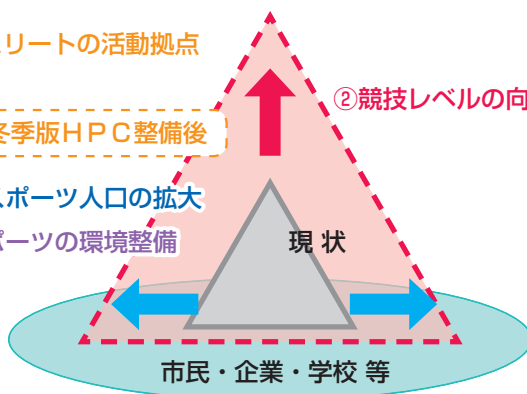 スリートの活動拠点
②競技レベルの向
冬季版ＨＰＣ整備後
スポーツ人口の拡大
ポーツの環境整備
現 状
市民・企業・学校 等